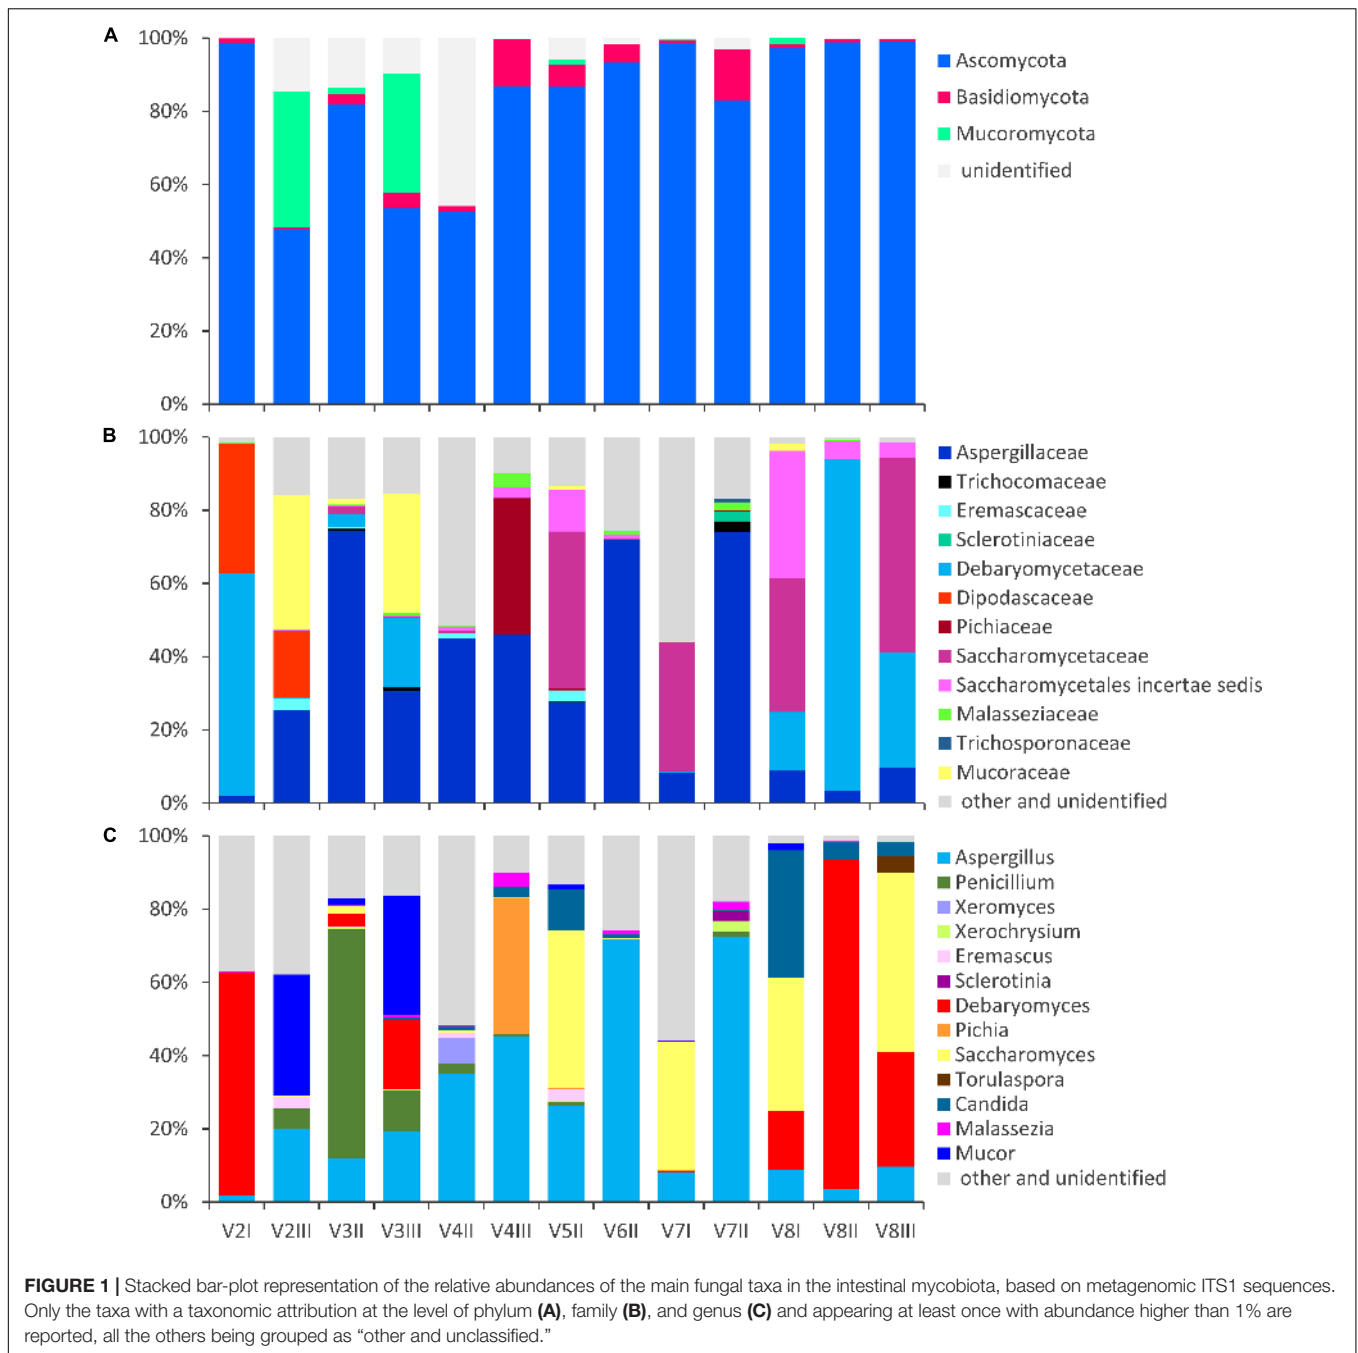 A
100%
80%
60%
40%
20%
0%
Ascomycota
Basidiomycota
Mucoromycota
unidentified
B
100%
80%
60%
40%
20%
0%
Aspergillaceae
Trichocomaceae
Eremascaceae
Sclerotiniaceae
Debaryomycetaceae
Dipodascaceae
Pichiaceae
Saccharomycetaceae
Saccharomycetales incertae sedis
Malasseziaceae
Trichosporonaceae
Mucoraceae
other and unidentified
C
100%
80%
60%
40%
20%
0%
Aspergillus
Penicillium
Xeromyces
Xerochrysium
Eremascus
Sclerotinia
Debaryomyces
Pichia
Saccharomyces
Torulaspora
Candida
Malassezia
Mucor
other and unidentified
V2I V2III V3II V3III V4II V4III V5II V6II V7I V7II V8I V8II V8III
FIGURE 1 | Stacked bar-plot representation of the relative abundances of the main fungal taxa in the intestinal mycobiota, based on metagenomic ITS1 sequences.
Only the taxa with a taxonomic attribution at the level of phylum (A), family (B), and genus (C) and appearing at least once with abundance higher than 1% are
reported, all the others being grouped as “other and unclassified.”